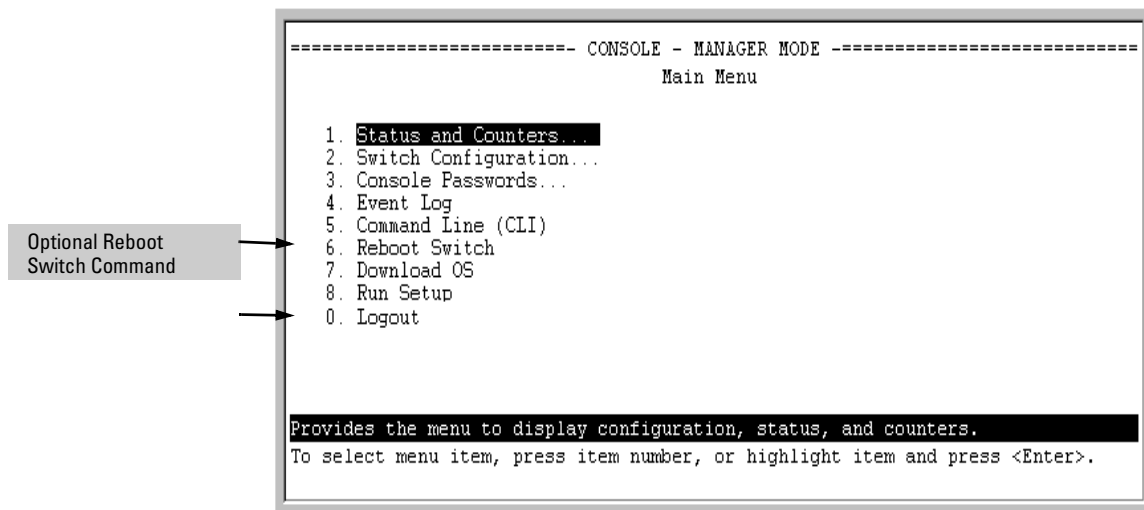 ==========================- CONSOLE - MANAGER MODE -============================
Main Menu
1. Status and Counters...
2. Switch Configuration...
3. Console Passwords...
4. Event Log
5. Command Line (CLI)
6. Reboot Switch
7. Download OS
8. Run Setup
0. Logout
Optional Reboot
Switch Command
Provides the menu to display configuration, status, and counters.
To select menu item, press item number, or highlight item and press <Enter>.